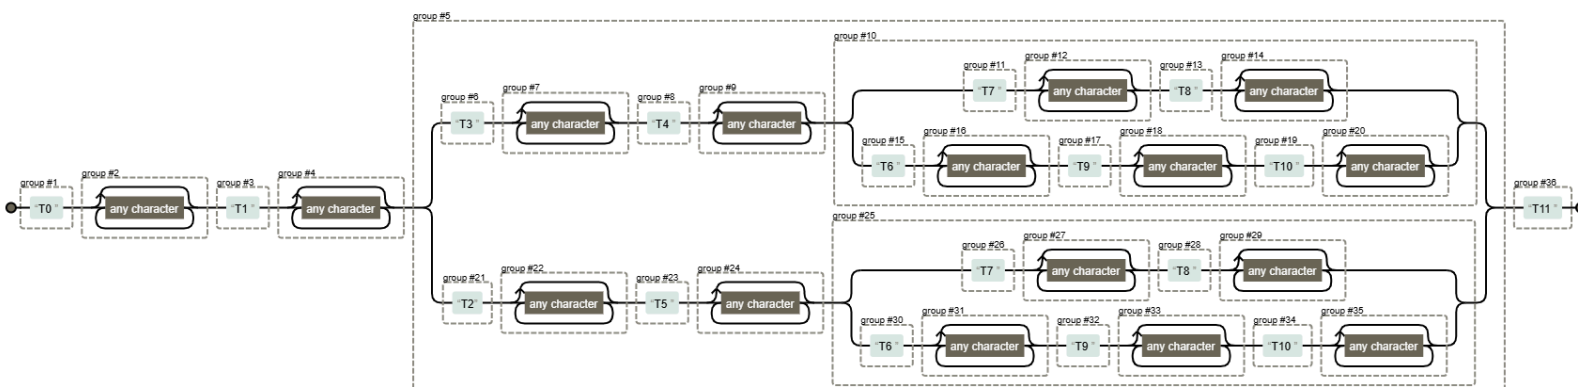 group #5
group #10
group #11
group #12
group #13
group #14
“T7 ”
any character
“T8 ”
any character
group #6
group #7
group #8
group #9
“T3 ”
any character
“T4 ”
any character
group #15
group #16
group #17
group #18
group #19
group #20
“T6 ”
any character
“T9 ”
any character
“T10 ”
any character
group #1
group #2
group #3
group #4
“T0 ”
any character
“T1 ”
any character
group #36
“T11 ”
group #25
group #26
group #27
group #28
group #29
“T7 ”
any character
“T8 ”
any character
group #21
group #22
group #23
group #24
“T2 ”
any character
“T5 ”
any character
group #30
group #31
group #32
group #33
group #34
group #35
“T6 ”
any character
“T9 ”
any character
“T10 ”
any character